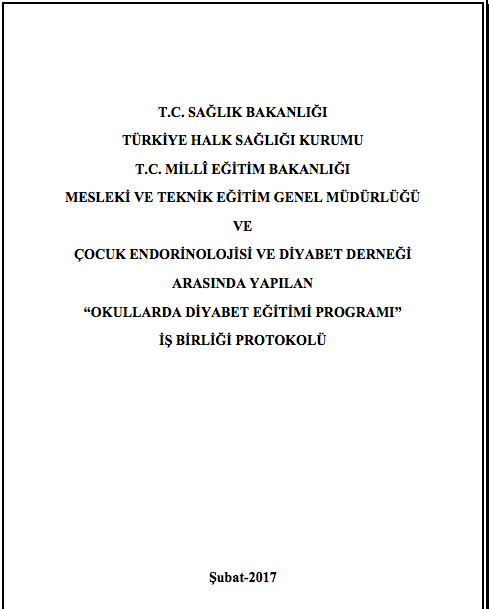 T.C. SAĞLIK BAKANLIĞI
TÜRKİYE HALK SAĞLIĞI KURUMU
T.C. MİLLÎ EĞİTİM BAKANLIĞI
MESLEKİ VE TEKNİK EĞİTİM GENEL MÜDÜRLÜĞÜ
VE
ÇOCUK ENDORİNOLOJİSİ VE DİYABET DERNEĞİ
ARASINDA YAPILAN
“OKULLARDA DİYABET EĞİTİMİ PROGRAMI”
İŞ BİRLİĞİ PROTOKOLÜ
Şubat-2017